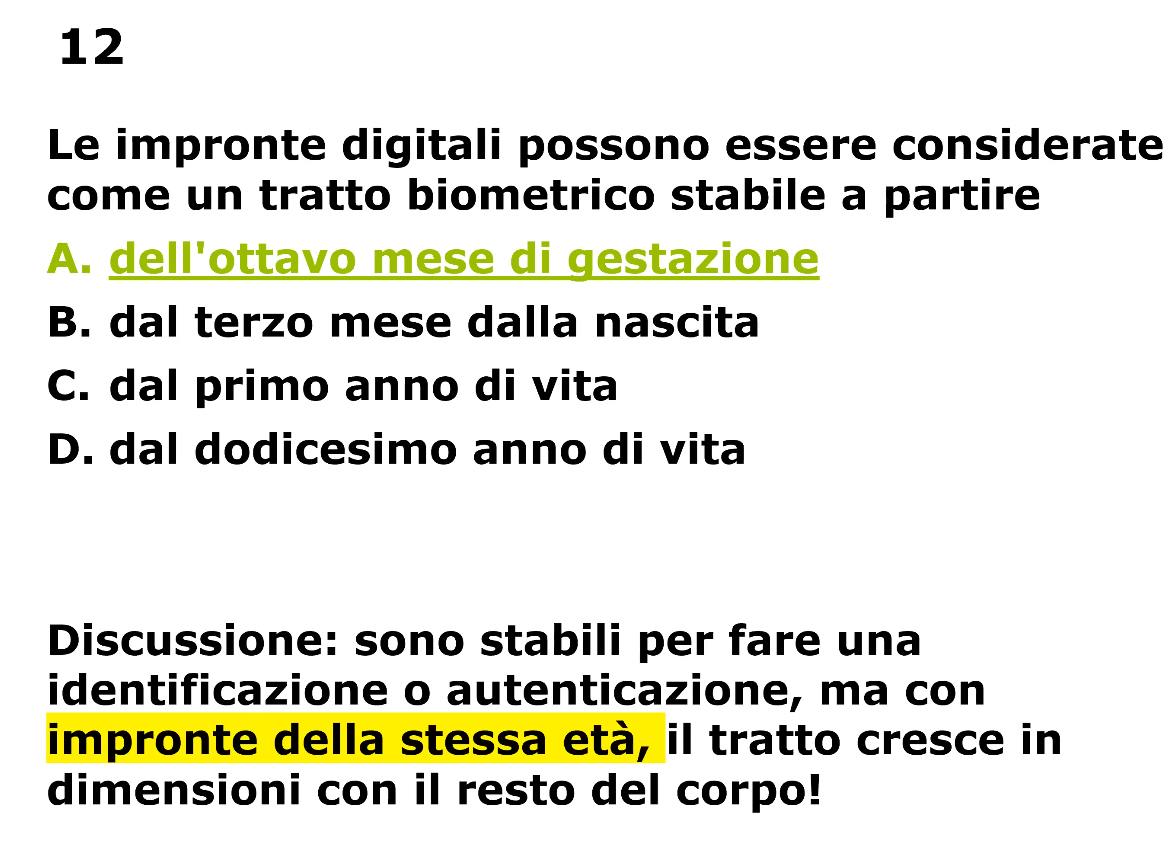 12
Le impronte digitali possono essere considerate
come un tratto biometrico stabile a partire
A. dell'ottavo mese di gestazione
B. dal terzo mese dalla nascita
C. dal primo anno di vita
D. dal dodicesimo anno di vita
Discussione: sono stabili per fare una
identificazione o autenticazione, ma con
impronte della stessa età, il tratto cresce in
dimensioni con il resto del corpo!